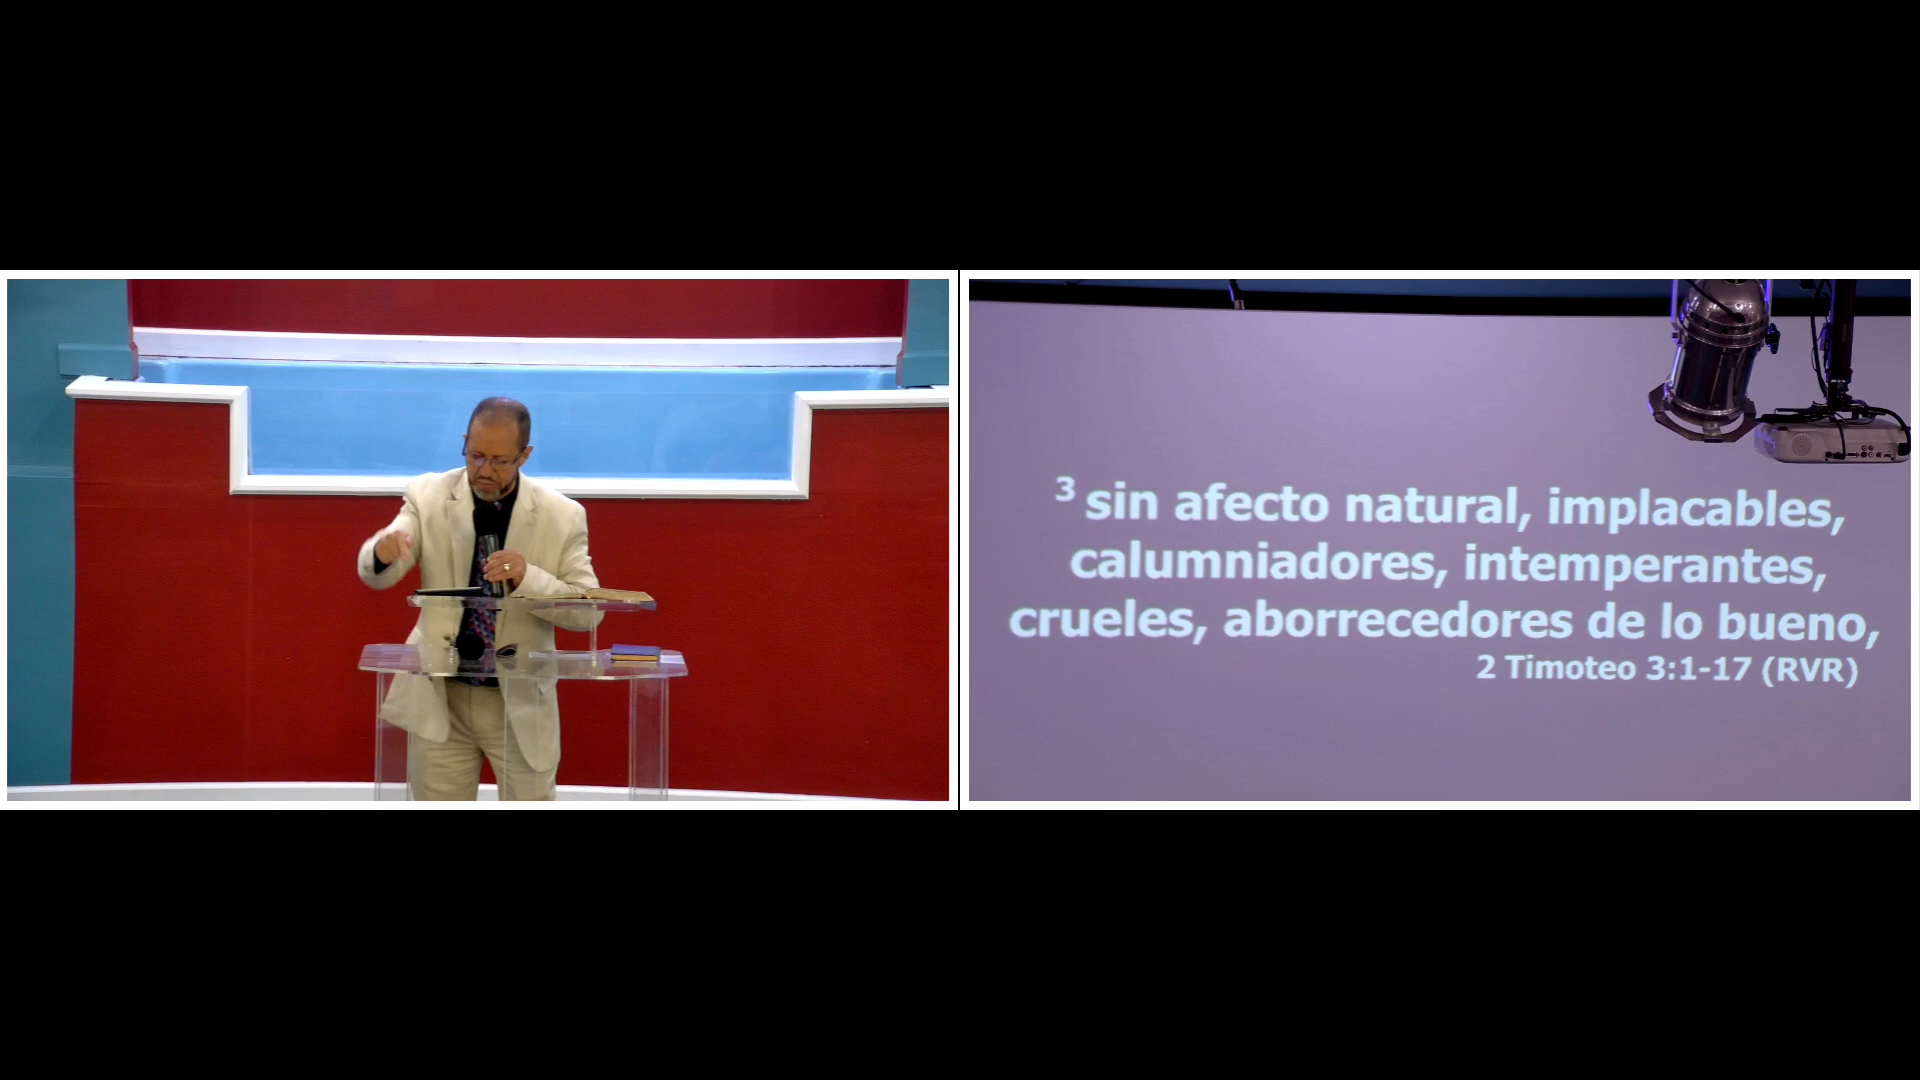 3 sin afecto natural, implacables,
calumniadores, intemperantes,
crueles, aborrecedores de lo bueno,
2 Timoteo 3:1-17 (RVR)